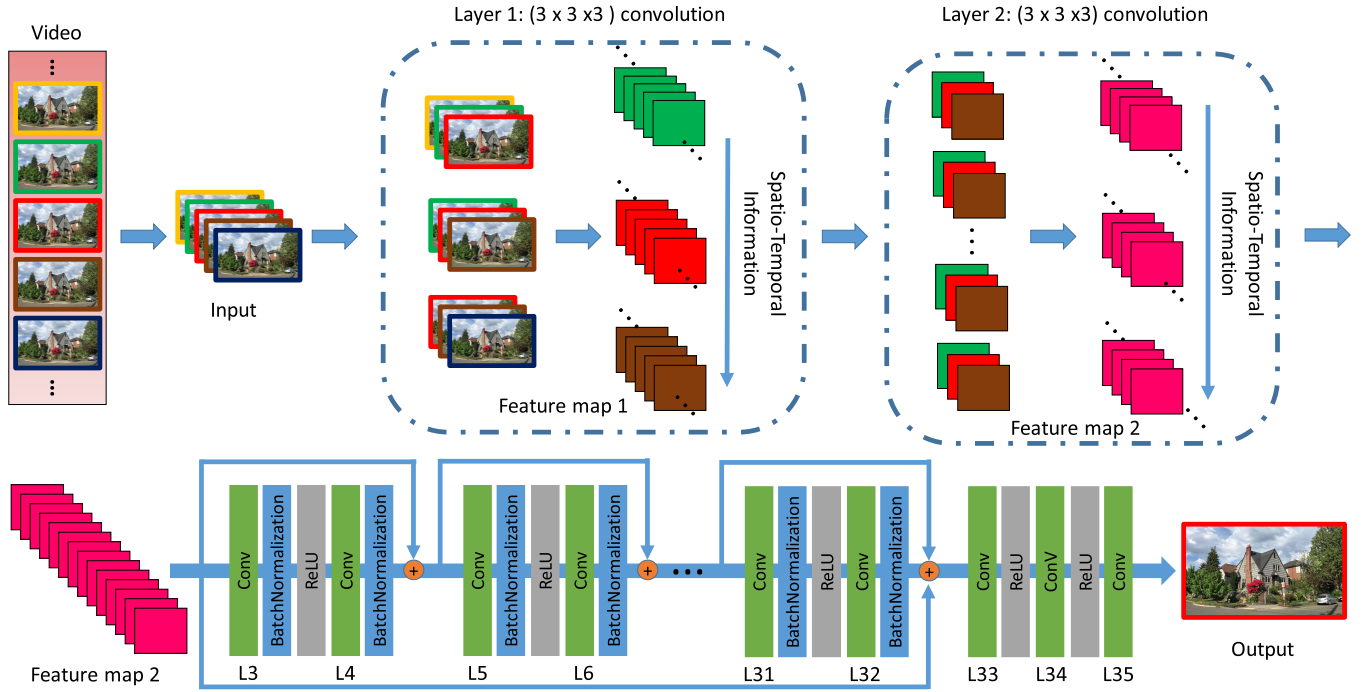 Video
Input
Layer 1: (3 x 3 x3 ) convolution
Feature map 1
Spatio-Temporal
Information
Layer 2: (3 x 3 x3) convolution
Feature map 2
Spatio-Temporal
Information
Feature map 2
Conv
BatchNormalization
ReLU
Conv
BatchNormalization
+
Conv
BatchNormalization
ReLU
Conv
BatchNormalization
+
Conv
BatchNormalization
ReLU
Conv
BatchNormalization
+
Conv
ReLU
ConV
ReLU
Conv
L3
L4
L5
L6
L31
L32
L33
L34
L35
Output